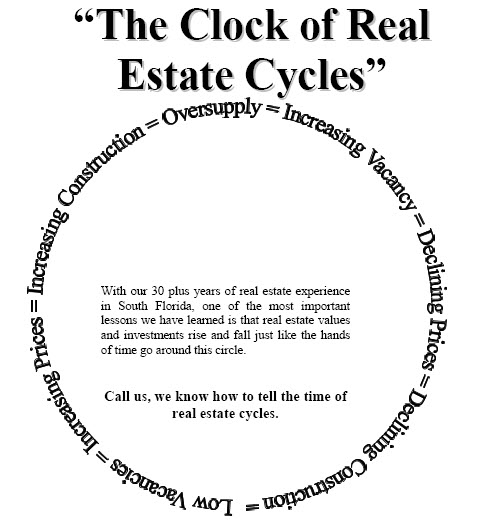 “The Clock of Real
Estate Cycles”
Oversupply = Increasing Vacancy = Declining Prices = Declining Construction = Low Vacancies = Increasing Prices = Increasing Construction =
With our 30 plus years of real estate experience
in South Florida, one of the most important
lessons we have learned is that real estate values
and investments rise and fall just like the hands
of time go around this circle.
Call us, we know how to tell the time of
real estate cycles.